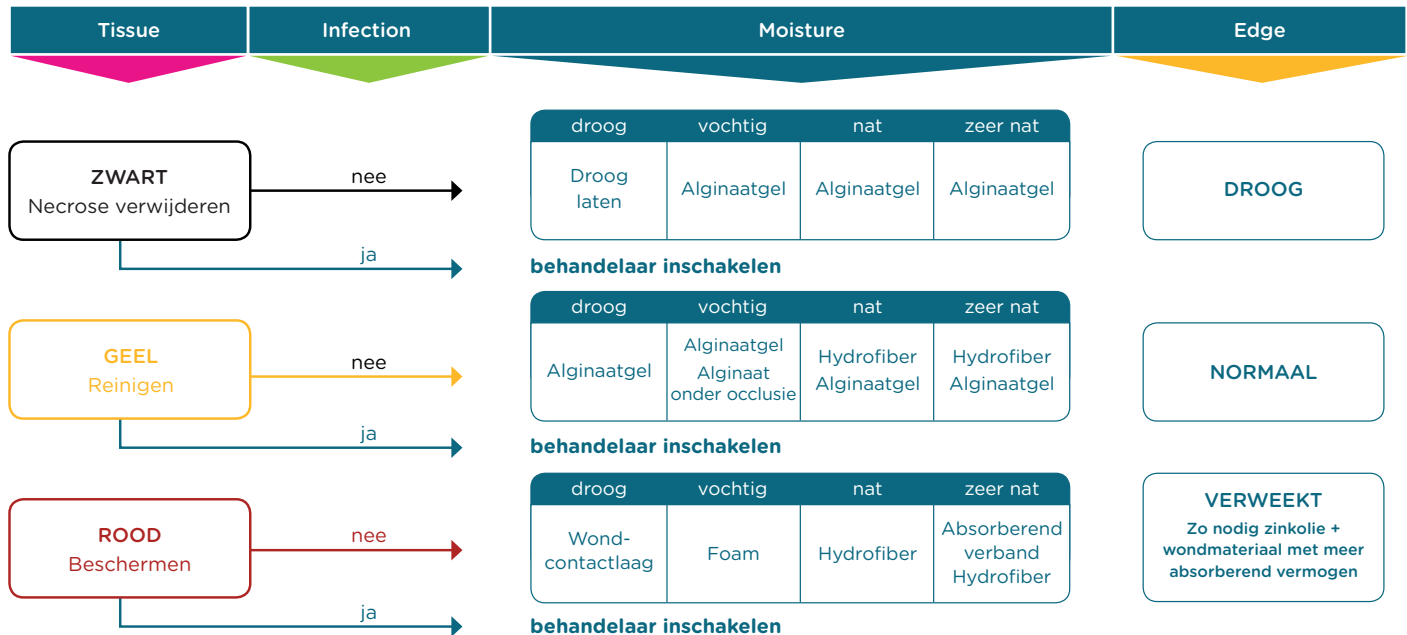 Tissue
Infection
Moisture
Edge
droog
vochtig
nat
zeer nat
ZWART
Necrose verwijderen
nee
Droog
laten
Alginaatgel
Alginaatgel
Alginaatgel
DROOG
ja
behandelaar inschakelen
droog
vochtig
nat
zeer nat
GEEL
Reinigen
nee
Alginaatgel
Alginaatgel
Alginaat
onder occlusie
Hydrofiber
Alginaatgel
Hydrofiber
Alginaatgel
NORMAAL
ja
behandelaar inschakelen
droog
vochtig
nat
zeer nat
ROOD
Beschermen
nee
Wond-
contactlaag
Foam
Hydrofiber
Absorberend
verband
Hydrofiber
VERWEEKT
Zo nodig zinkolie +
wondmateriaal met meer
absorberend vermogen
ja
behandelaar inschakelen